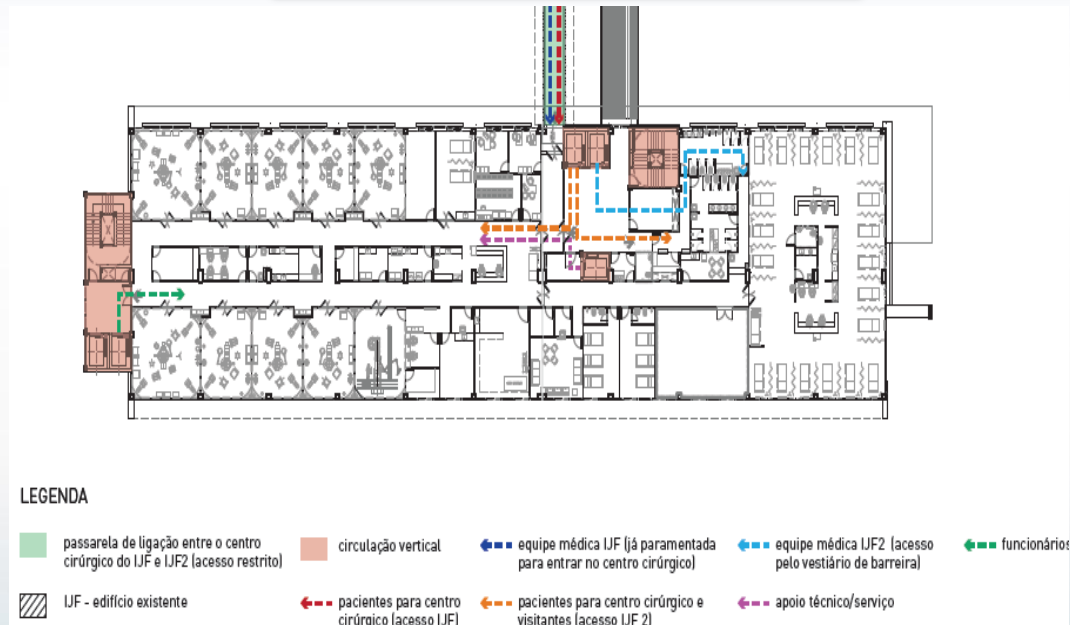 LEGENDA
passarela de ligação entre o centro
cirúrgico do IJF e IJF2 (acesso restrito)
circulação vertical
equipe médica IJF (já paramentada
para entrar no centro cirúrgico)
equipe médica IJF2 (acesso
pelo vestiário de barreira)
funcionários
IJF - edifício existente
pacientes para centro
cirúrgico (acesso IJF)
pacientes para centro cirúrgico e
visitantes (acesso IJF 2)
apoio técnico/serviço